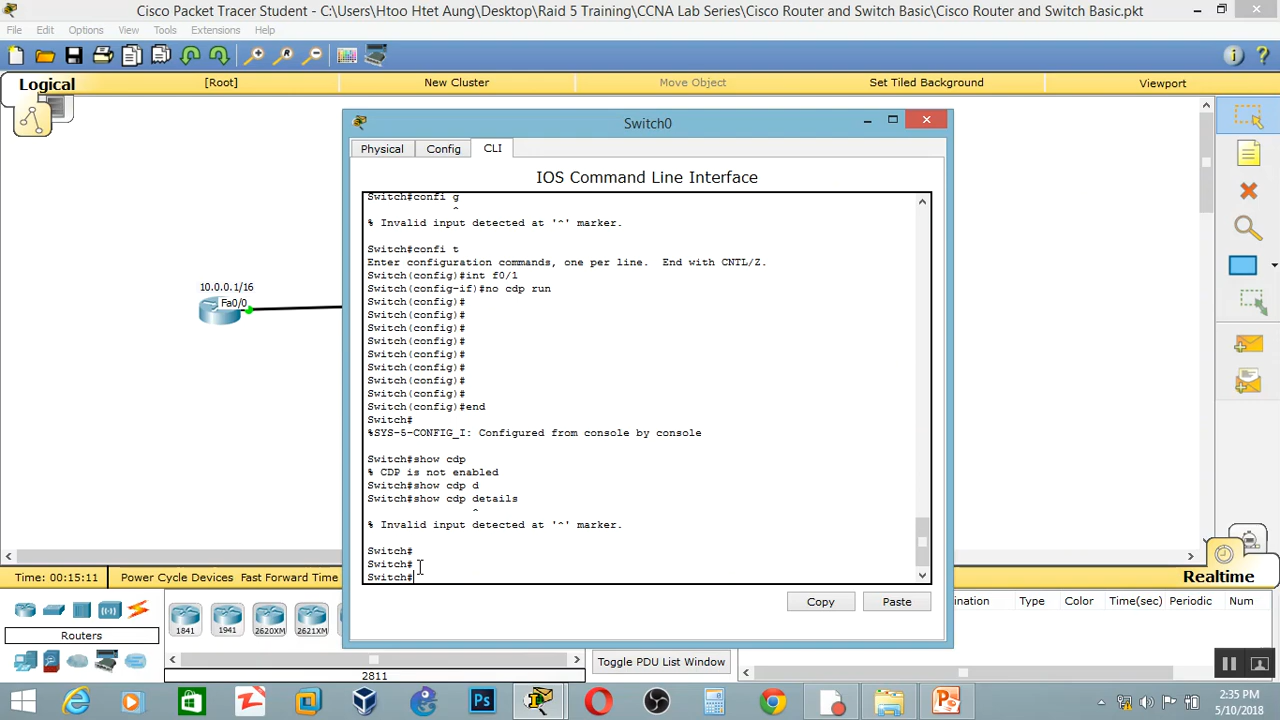 Cisco Packet Tracer Student - C:\Users\Htoo Htet Aung\Desktop\Raid 5 Training\CCNA Lab Series\Cisco Router and Switch Basic\Cisco Router and Switch Basic.pkt
File Edit Options View Tools Extensions Help
Logical
[Root]
New Cluster
Move Object
Set Tiled Background
Viewport
10.0.0.1/16
Fa0/0
Switch0
Physical Config CLI
IOS Command Line Interface
Switch#confi g
^
% Invalid input detected at '^' marker.
Switch#confi t
Enter configuration commands, one per line. End with CNTL/Z.
Switch(config)#int f0/1
Switch(config-if)#no cdp run
Switch(config)#
Switch(config)#
Switch(config)#
Switch(config)#
Switch(config)#
Switch(config)#
Switch(config)#
Switch(config)#
Switch(config)#end
Switch#
%SYS-5-CONFIG_I: Configured from console by console
Switch#show cdp
% CDP is not enabled
Switch#show cdp d
Switch#show cdp details
^
% Invalid input detected at '^' marker.
Switch#
Switch#
Switch#
Copy Paste
Time: 00:15:11 Power Cycle Devices Fast Forward Time
Realtime
Routers
1841 1941 2620XM 2621XM
2811
Toggle PDU List Window
ination Type Color Time(sec) Periodic Num
2:35 PM
5/10/2018